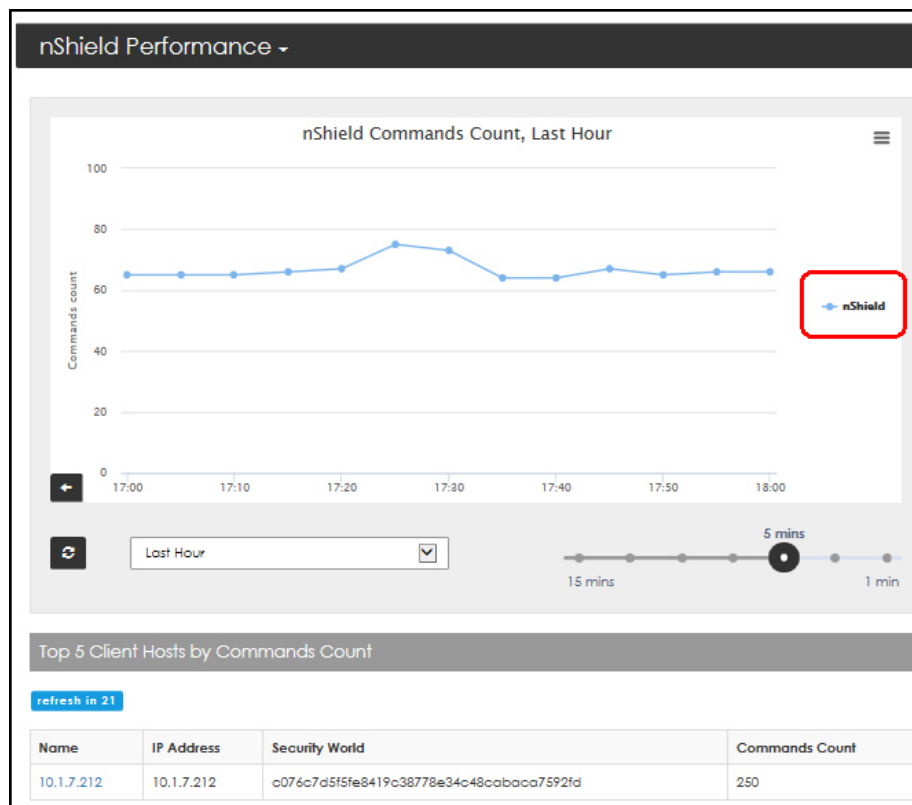 nShield Performance
nShield Commands Count, Last Hour
Commands count
100
80
60
40
20
0
17:00 17:10 17:20 17:30 17:40 17:50 18:00
nShield
Last Hour
5 mins
15 mins 1 min
Top 5 Client Hosts by Commands Count
refresh in 21
Name IP Address Security World Commands Count
10.1.7.212 10.1.7.212 c076c7d5f5fe8419c38778e34c48cabaca7592fd 250